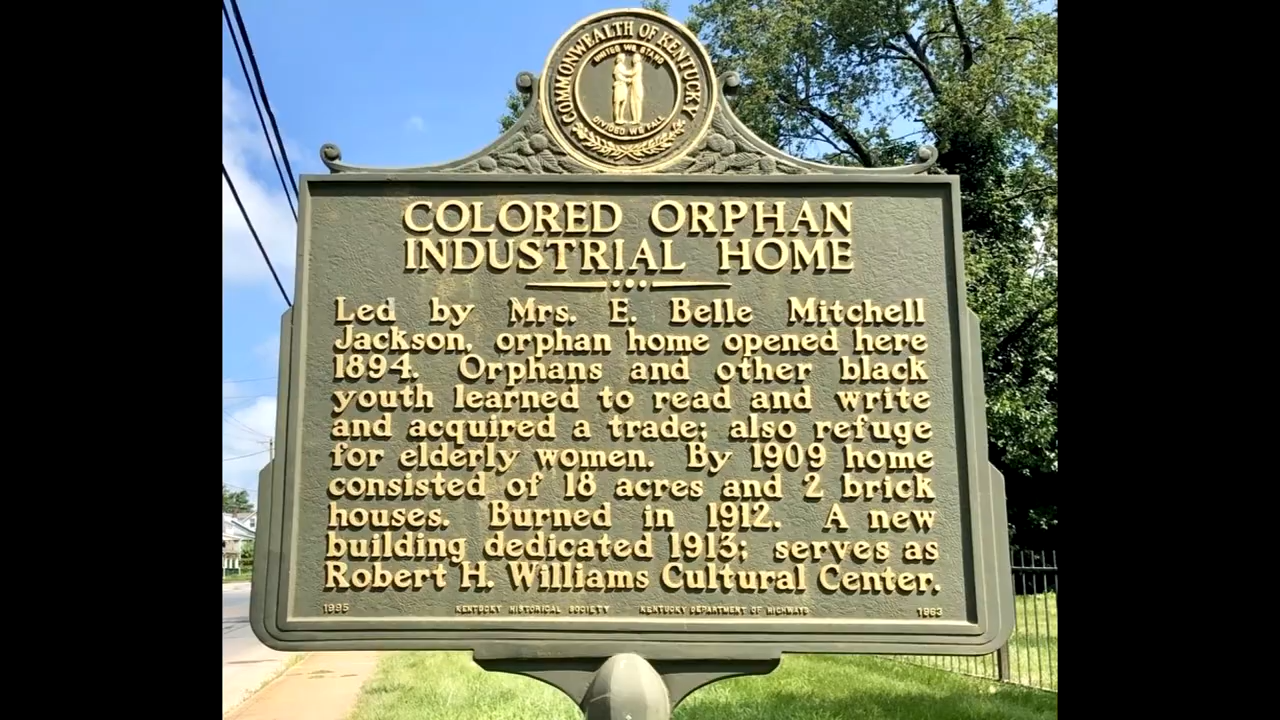 COMMONWEALTH OF KENTUCKY
UNITED WE STAND
DIVIDED WE FALL
COLORED ORPHAN
INDUSTRIAL HOME
Led by Mrs. E. Belle Mitchell
Jackson, orphan home opened here
1894. Orphans and other black
youth learned to read and write
and acquired a trade; also refuge
for elderly women. By 1909 home
consisted of 18 acres and 2 brick
houses. Burned in 1912. A new
building dedicated 1913; serves as
Robert H. Williams Cultural Center.
1995 KENTUCKY HISTORICAL SOCIETY KENTUCKY DEPARTMENT OF HIGHWAYS 1963